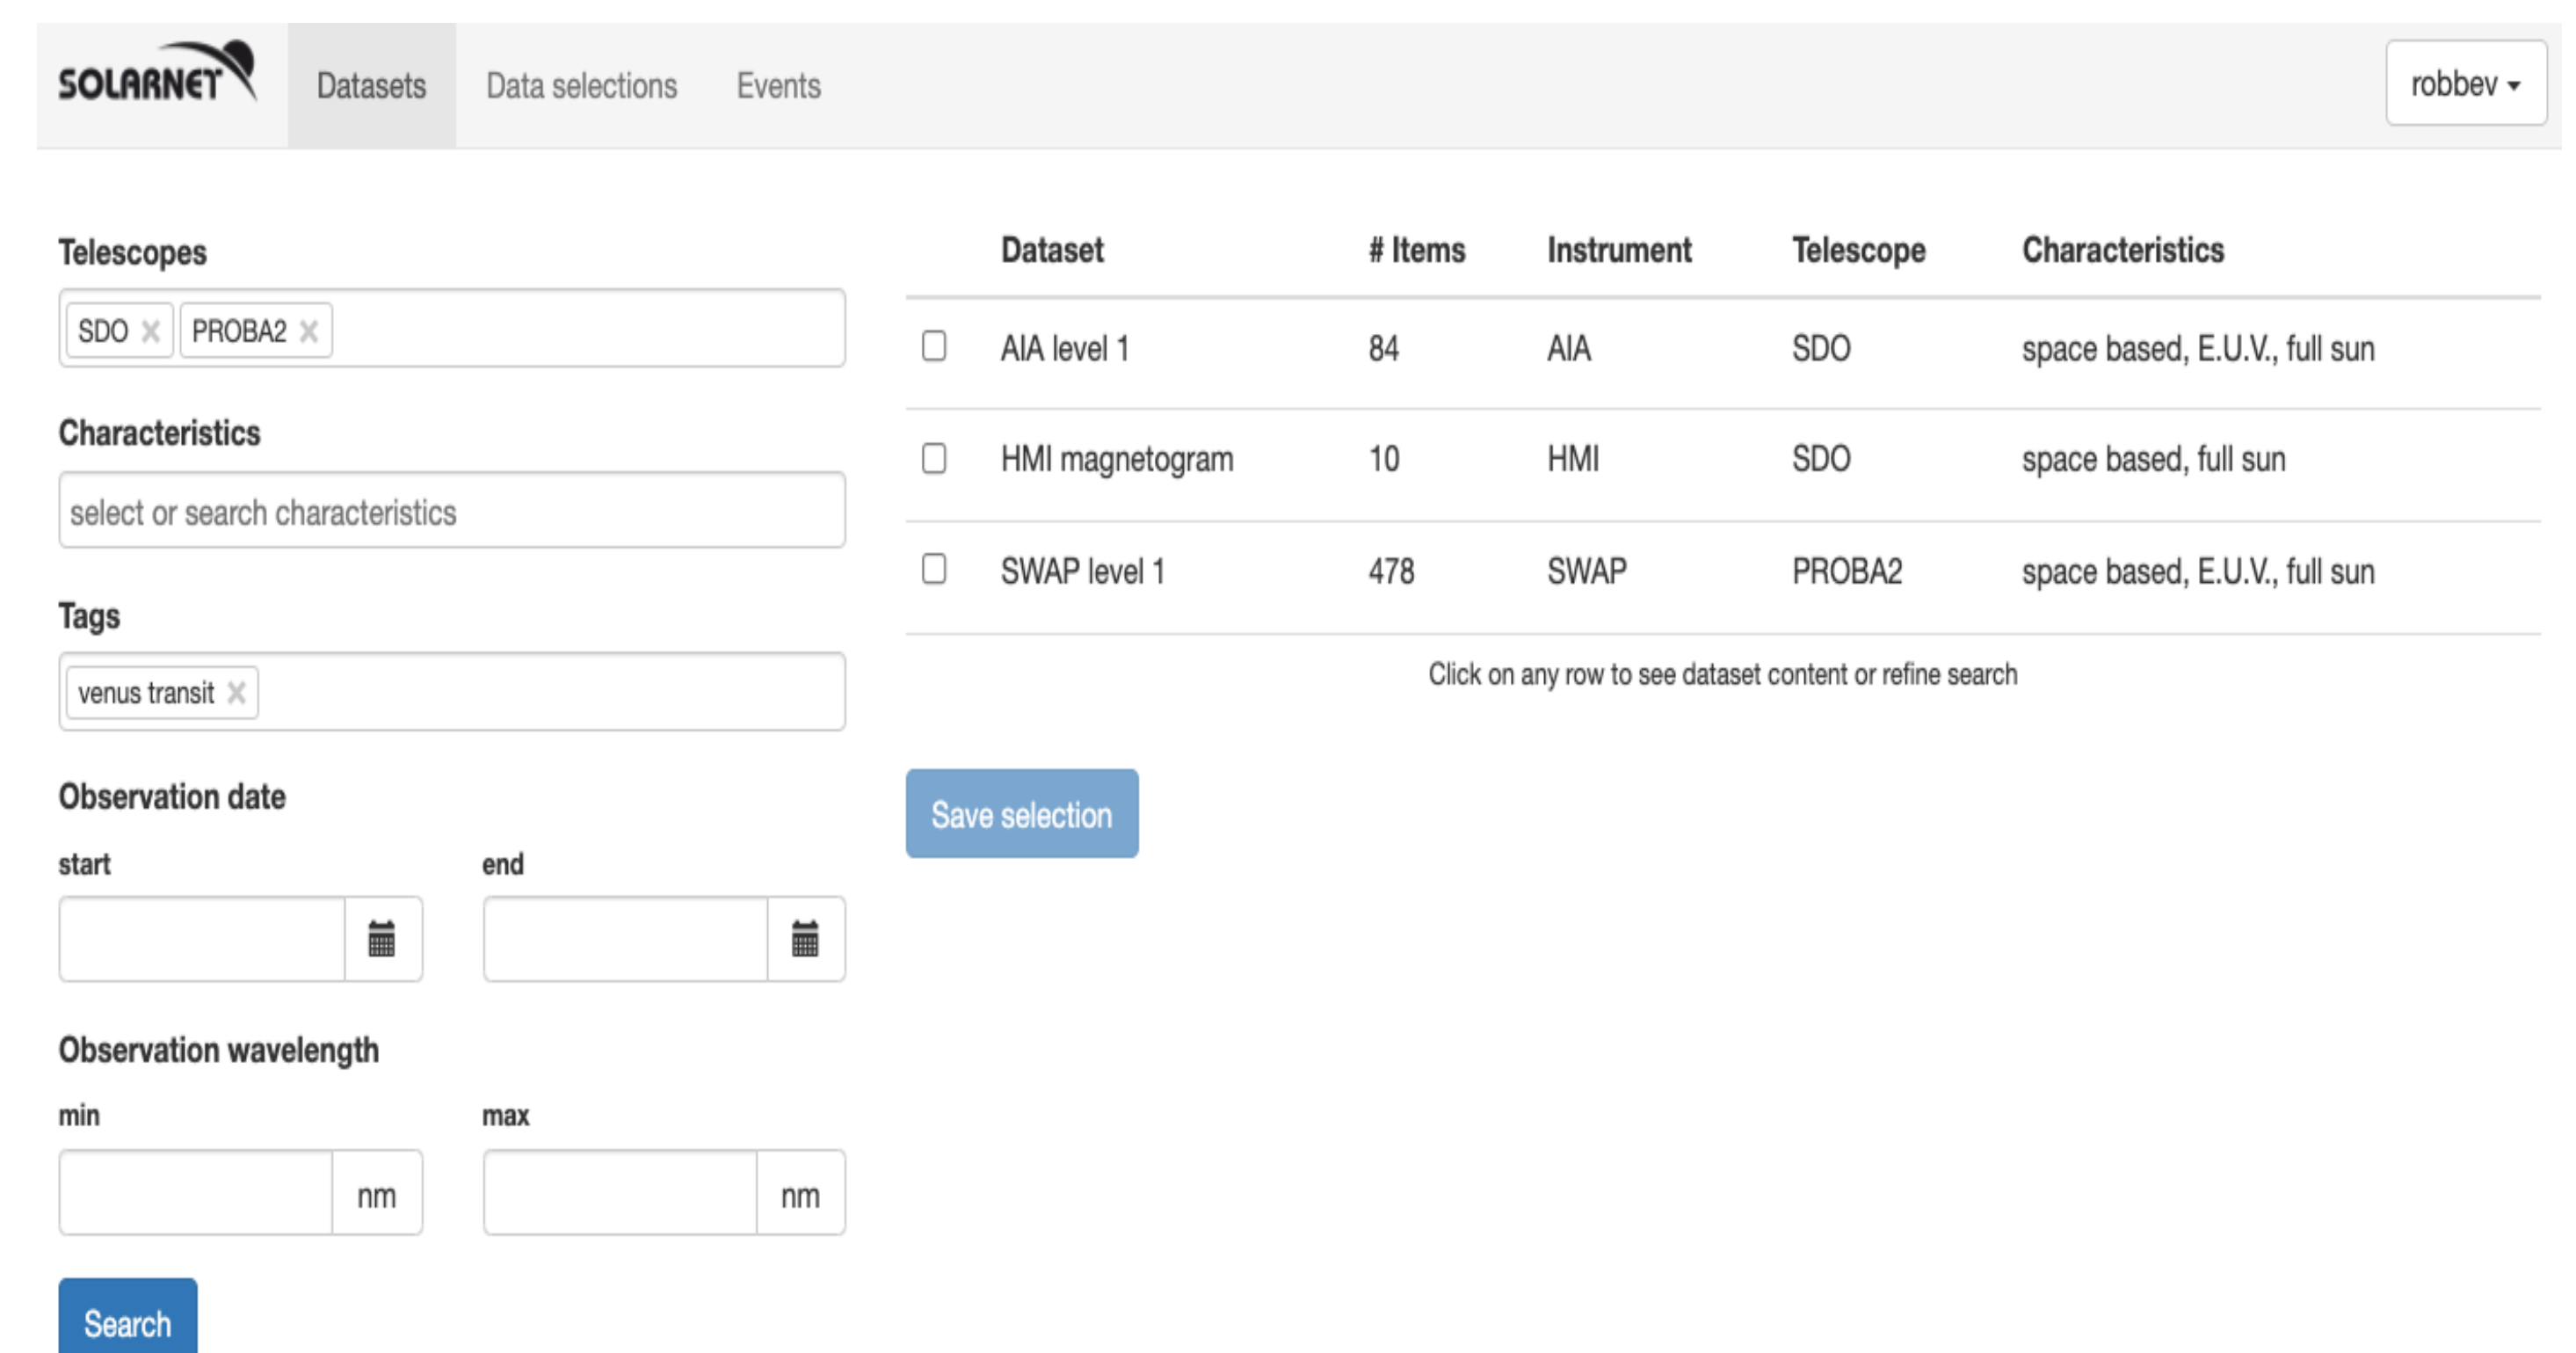 SOLARNET Datasets Data selections Events robbev
Telescopes
SDO × PROBA2 ×
Characteristics
select or search characteristics
Tags
venus transit ×
Observation date
start end
Observation wavelength
min max
nm nm
Search
Dataset # Items Instrument Telescope Characteristics
AIA level 1 84 AIA SDO space based, E.U.V., full sun
HMI magnetogram 10 HMI SDO space based, full sun
SWAP level 1 478 SWAP PROBA2 space based, E.U.V., full sun
Click on any row to see dataset content or refine search
Save selection